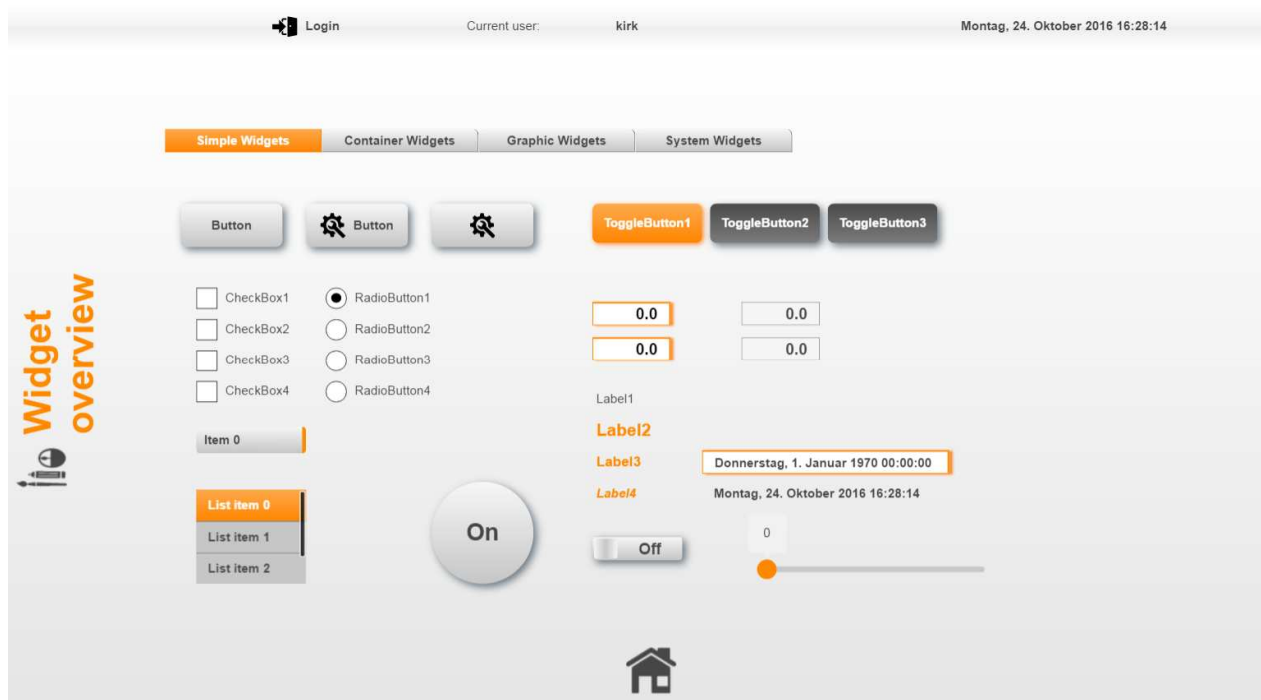 Login Current user: kirk Montag, 24. Oktober 2016 16:28:14
Simple Widgets Container Widgets Graphic Widgets System Widgets
Button Button ToggleButton1 ToggleButton2 ToggleButton3
Widget
overview
CheckBox1 RadioButton1
CheckBox2 RadioButton2
CheckBox3 RadioButton3
CheckBox4 RadioButton4
0.0 0.0
0.0 0.0
Item 0
Label1
Label2
Label3 Donnerstag, 1. Januar 1970 00:00:00
Label4 Montag, 24. Oktober 2016 16:28:14
List item 0
List item 1
List item 2
On
Off
0